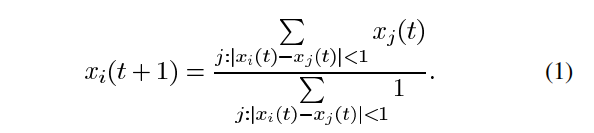 x_i(t + 1) = \frac{\sum_{j:|x_i(t)-x_j(t)|<1} x_j(t)}{\sum_{j:|x_i(t)-x_j(t)|<1} 1}. (1)